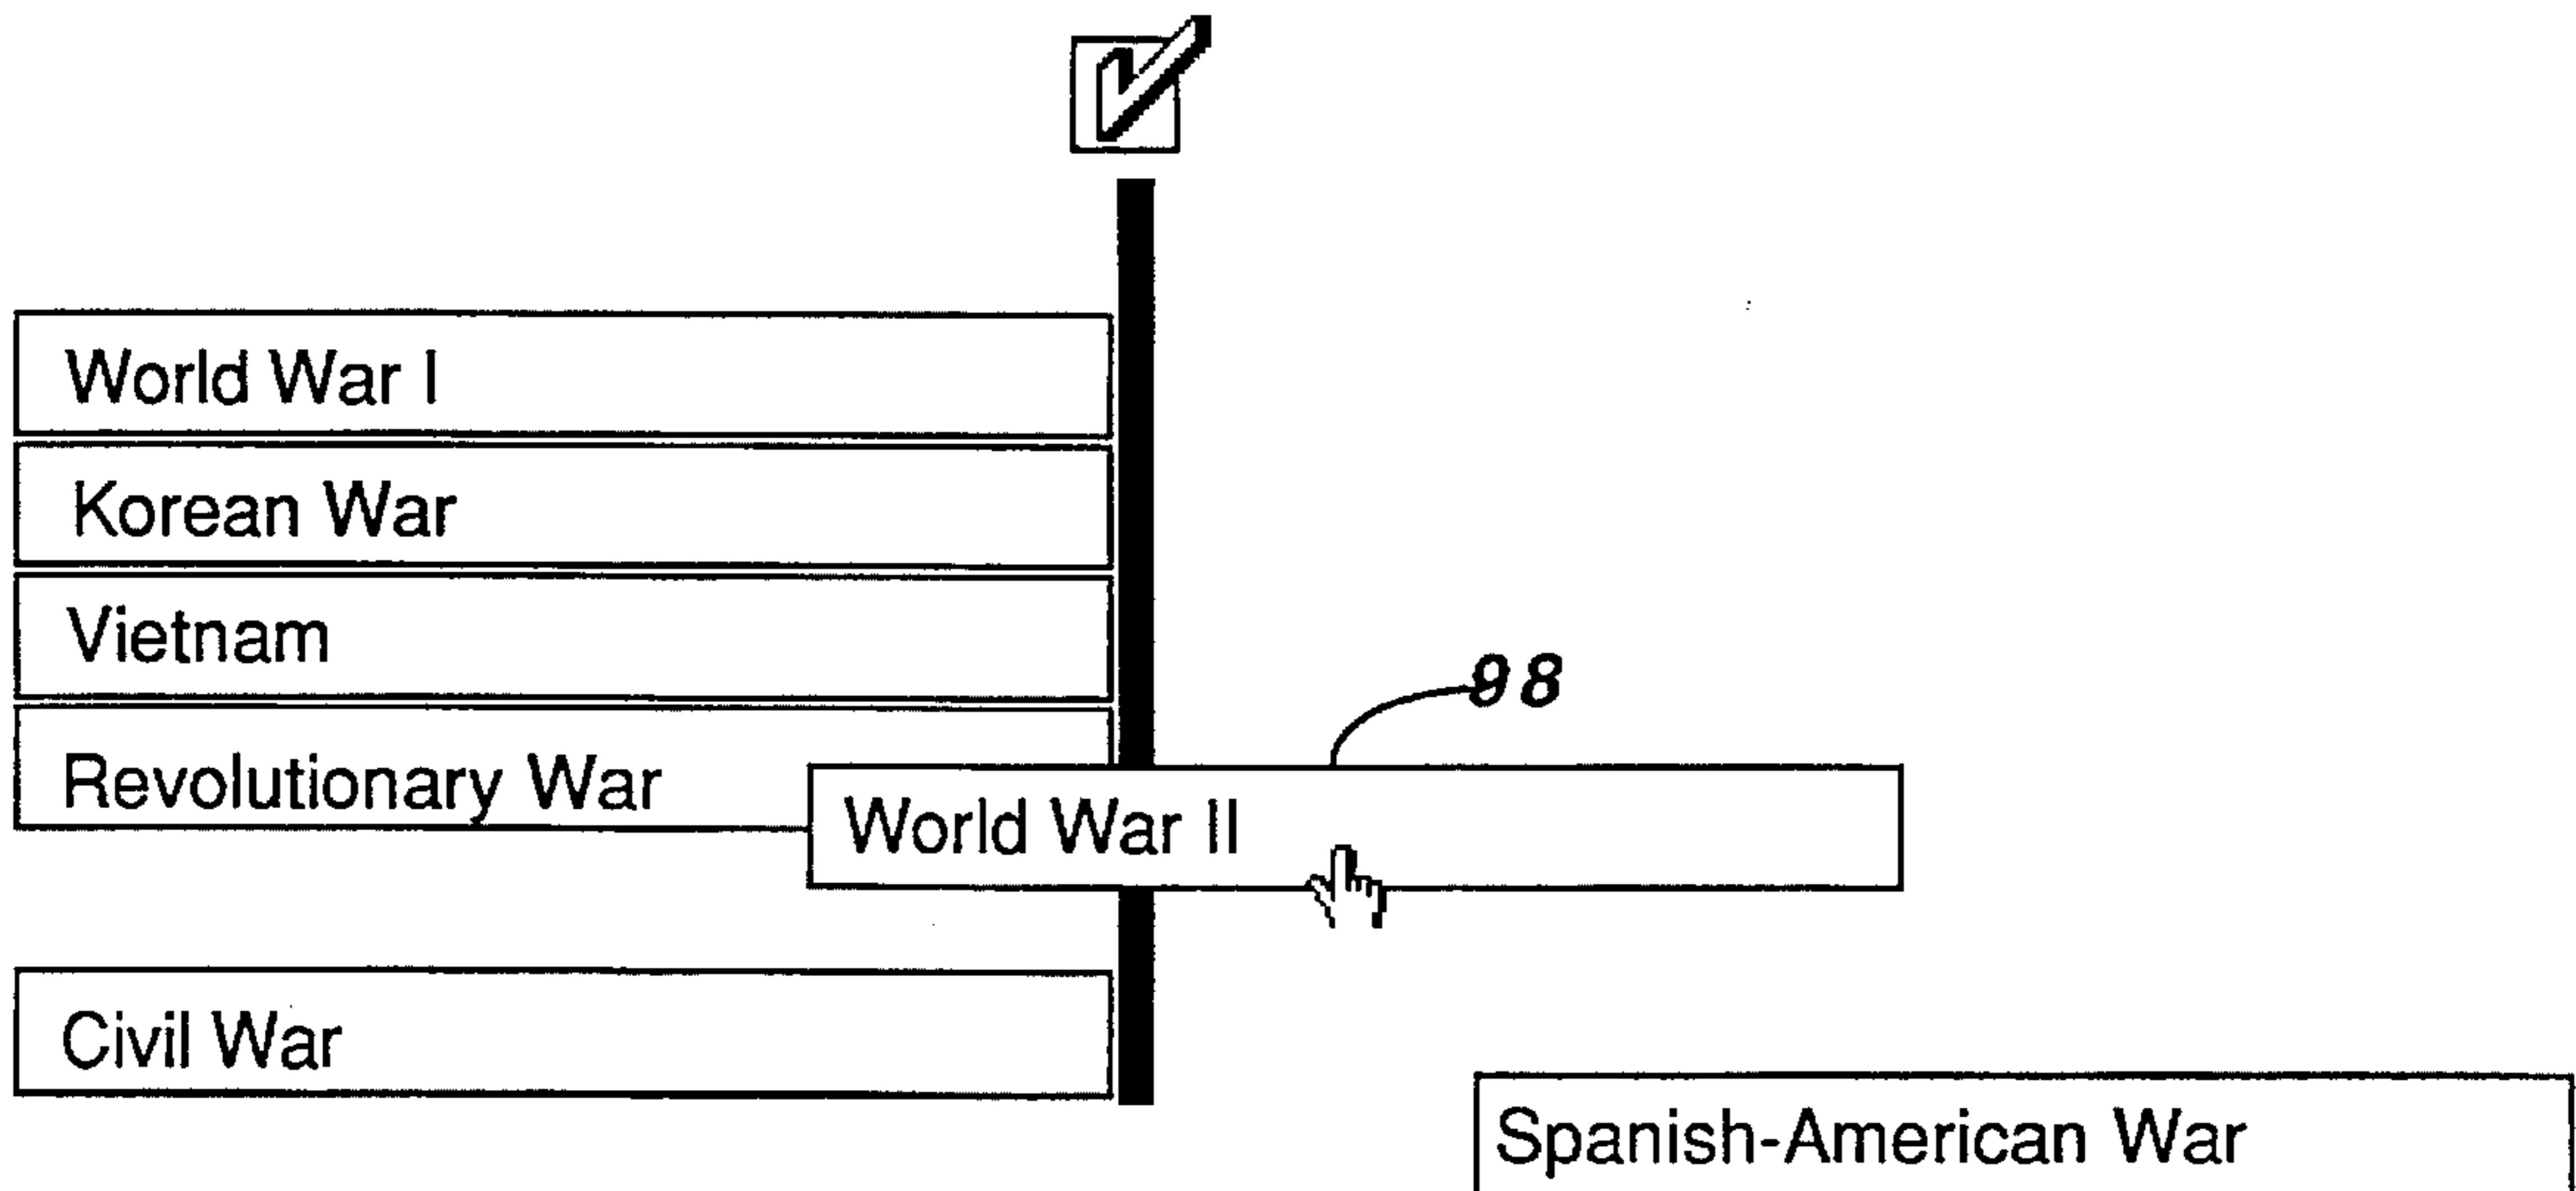 World War I
Korean War
Vietnam
98
Revolutionary War
World War II
Civil War
Spanish-American War